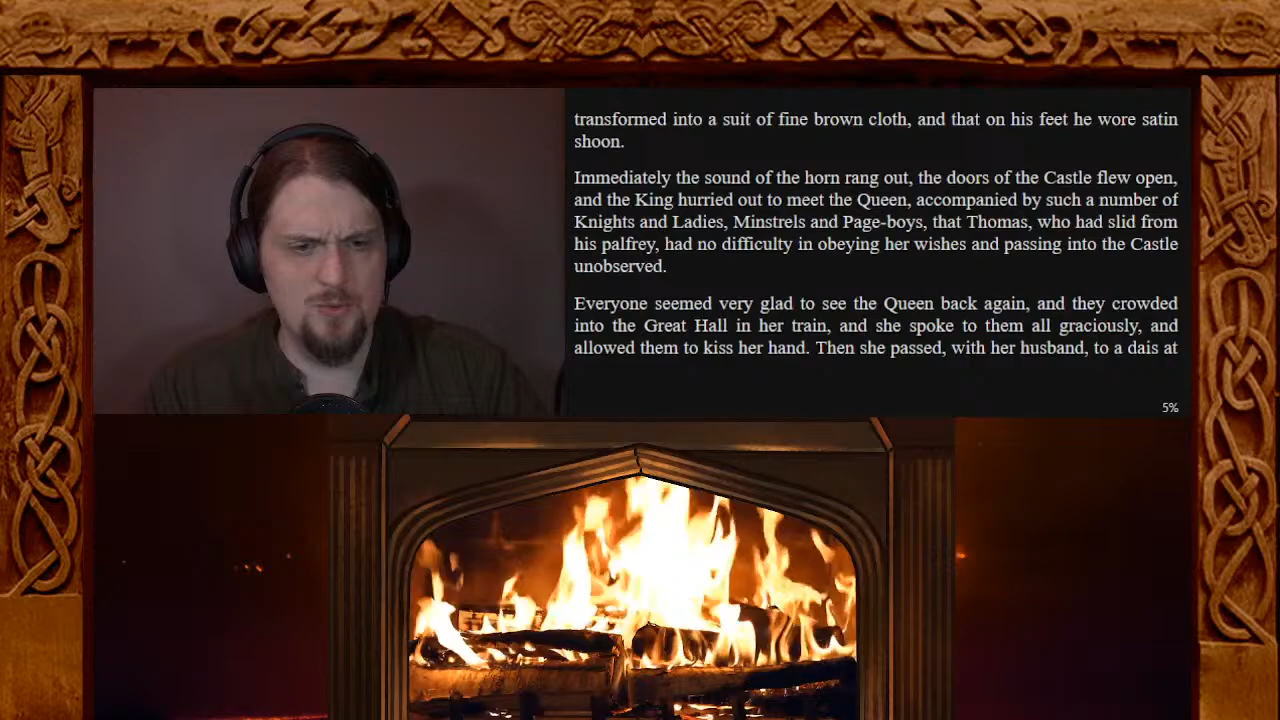 transformed into a suit of fine brown cloth, and that on his feet he wore satin
shoon.
Immediately the sound of the horn rang out, the doors of the Castle flew open,
and the King hurried out to meet the Queen, accompanied by such a number of
Knights and Ladies, Minstrels and Page-boys, that Thomas, who had slid from
his palfrey, had no difficulty in obeying her wishes and passing into the Castle
unobserved.
Everyone seemed very glad to see the Queen back again, and they crowded
into the Great Hall in her train, and she spoke to them all graciously, and
allowed them to kiss her hand. Then she passed, with her husband, to a dais at
5%